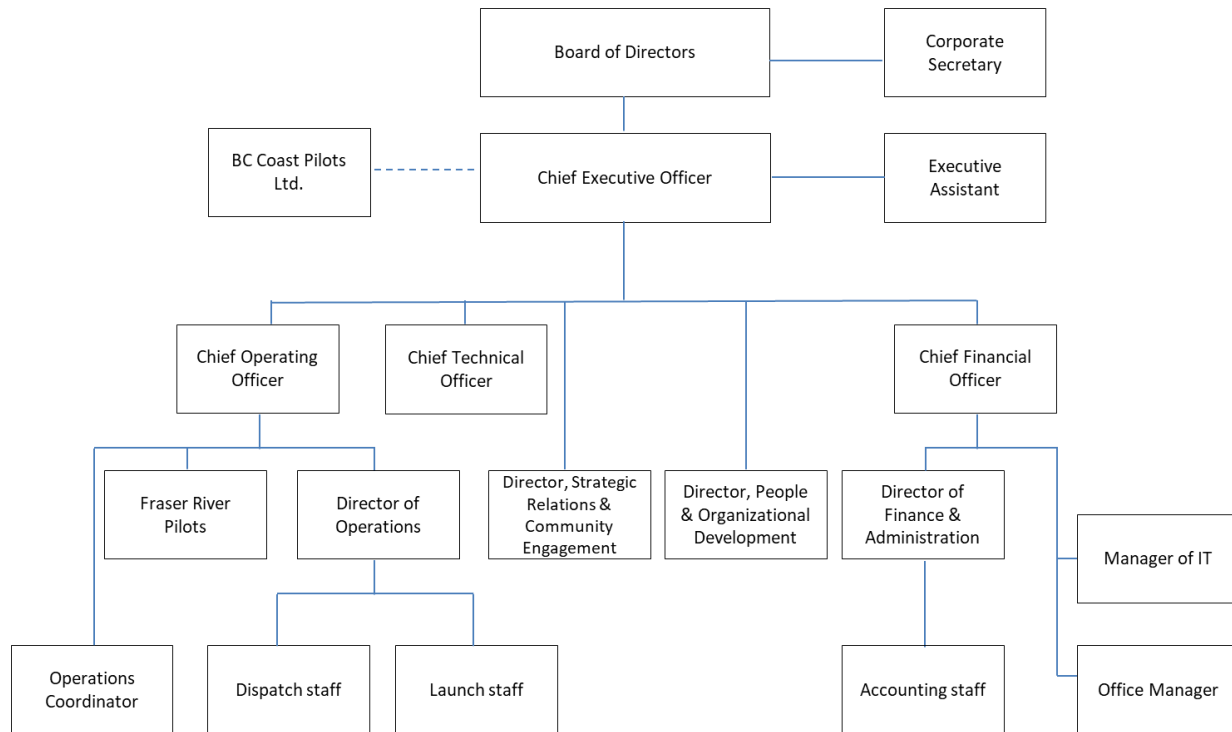 Board of Directors
Corporate
Secretary
BC Coast Pilots
Ltd.
Chief Executive Officer
Executive
Assistant
Chief Operating
Officer
Chief Technical
Officer
Chief Financial
Officer
Fraser River
Pilots
Director of
Operations
Director, Strategic
Relations &
Community
Engagement
Director, People
& Organizational
Development
Director of
Finance &
Administration
Manager of IT
Operations
Coordinator
Dispatch staff
Launch staff
Accounting staff
Office Manager